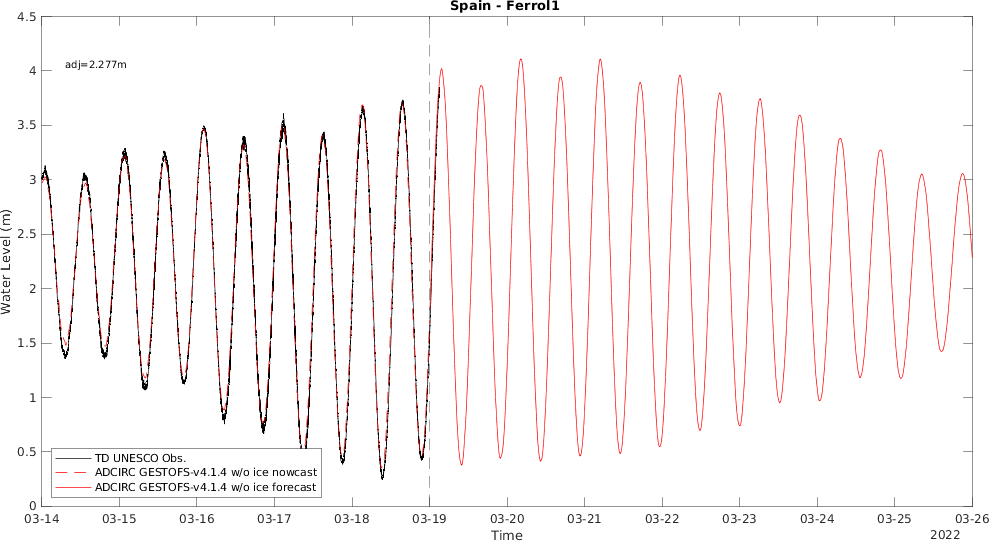 Spain - Ferrol1
adj=2.277m
4.5
4
3.5
3
2.5
2
1.5
1
0.5
0
Water Level (m)
TD UNESCO Obs.
ADCIRC GESTOFS-v4.1.4 w/o ice nowcast
ADCIRC GESTOFS-v4.1.4 w/o ice forecast
03-14 03-15 03-16 03-17 03-18 03-19 03-20 03-21 03-22 03-23 03-24 03-25 03-26
Time
2022